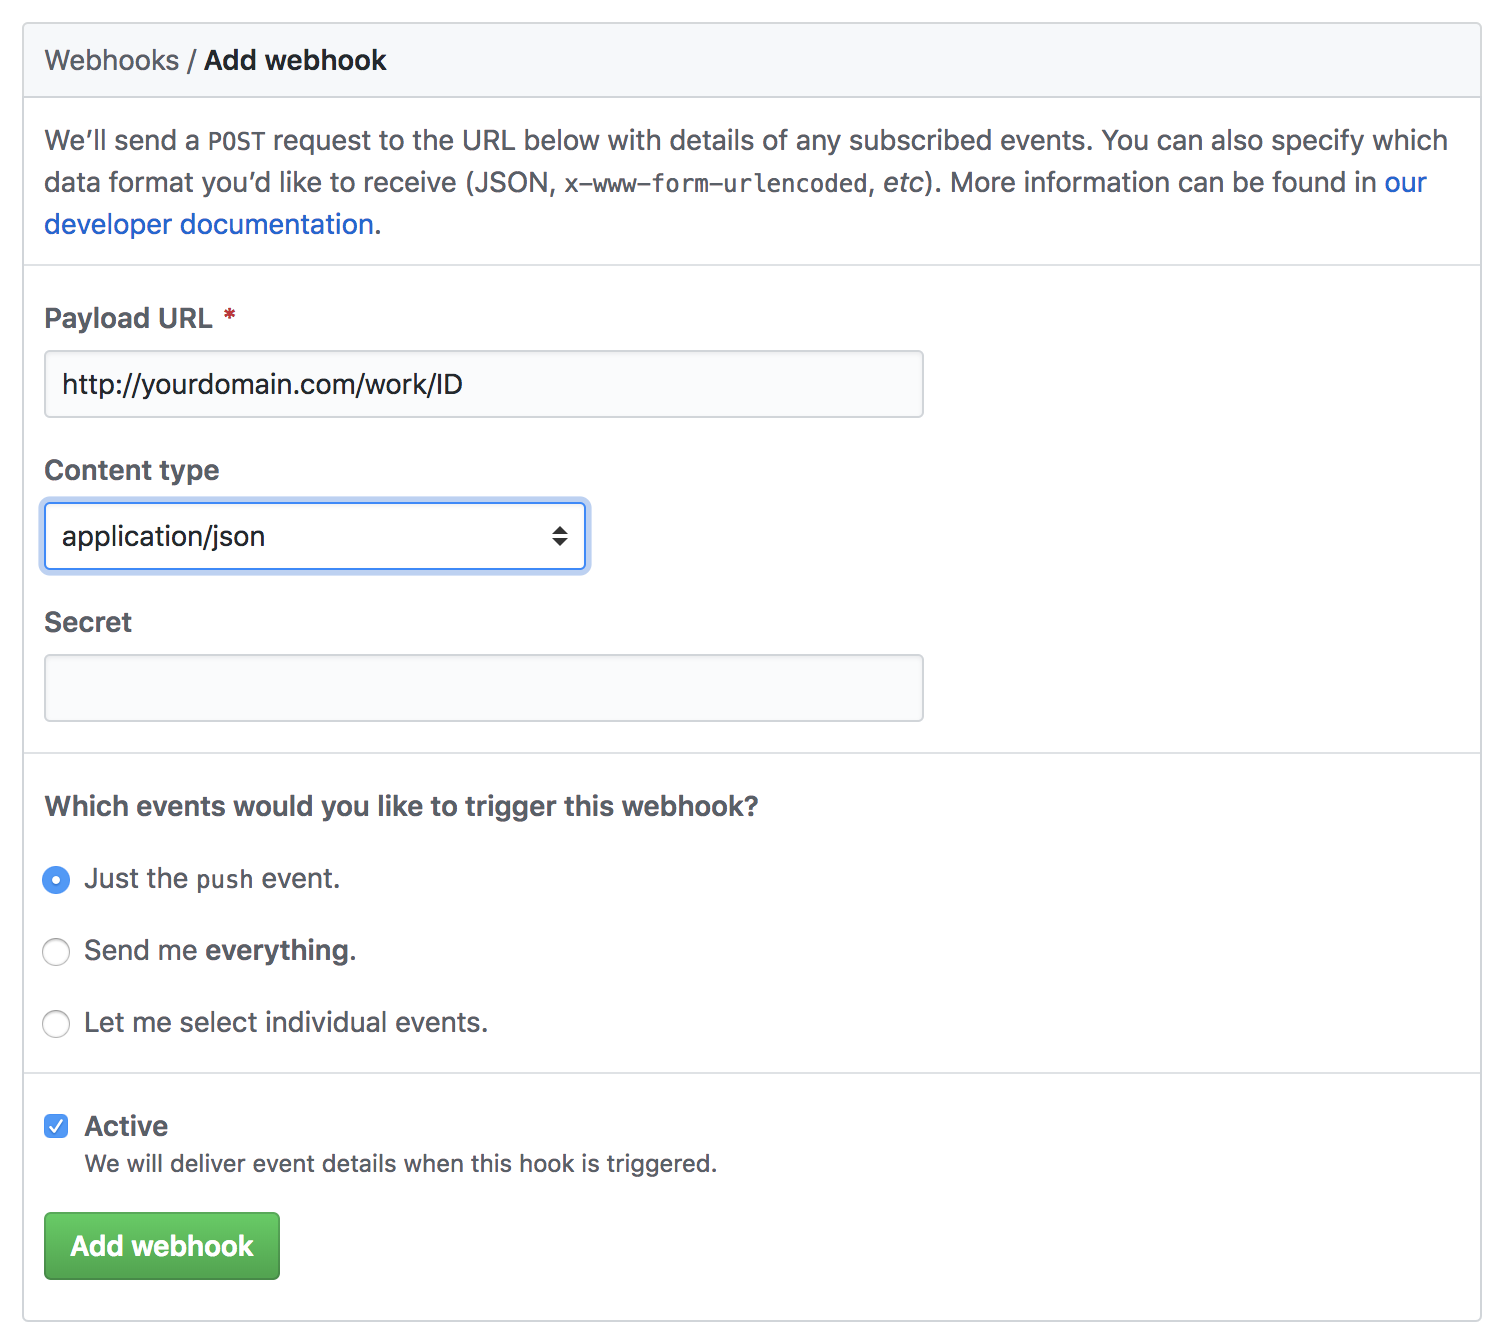 Webhooks / Add webhook
We’ll send a POST request to the URL below with details of any subscribed events. You can also specify which
data format you’d like to receive (JSON, x-www-form-urlencoded, etc). More information can be found in our
developer documentation.
Payload URL *
http://yourdomain.com/work/ID
Content type
application/json
Secret
Which events would you like to trigger this webhook?
Just the push event.
Send me everything.
Let me select individual events.
Active
We will deliver event details when this hook is triggered.
Add webhook